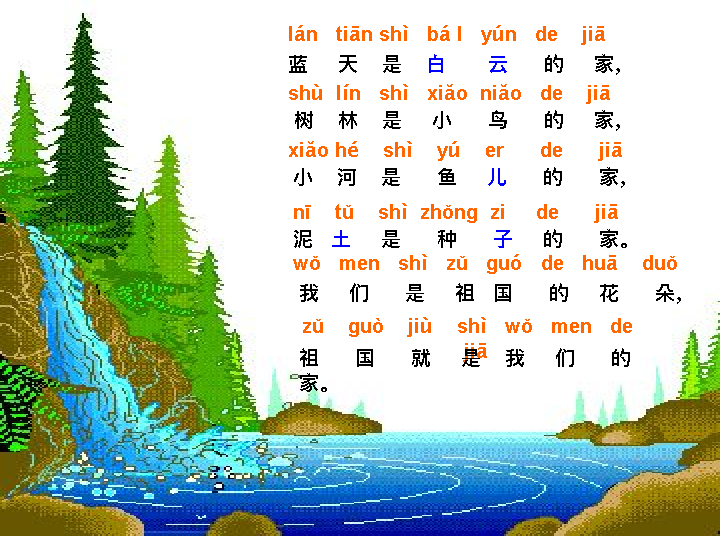 lán tiān shì bá l yún de jiā
蓝 天 是 白 云 的 家，
shù lín shì xiǎo niǎo de jiā
树 林 是 小 鸟 的 家，
xiǎo hé shì yú er de jiā
小 河 是 鱼 儿 的 家，
nī tǔ shì zhǒng zi de jiā
泥 土 是 种 子 的 家。
wǒ men shì zǔ guó de huā duǒ
我 们 是 祖 国 的 花 朵，
zǔ guò jiù shì wǒ men de
jiā
祖 国 就 是 我 们 的
家。